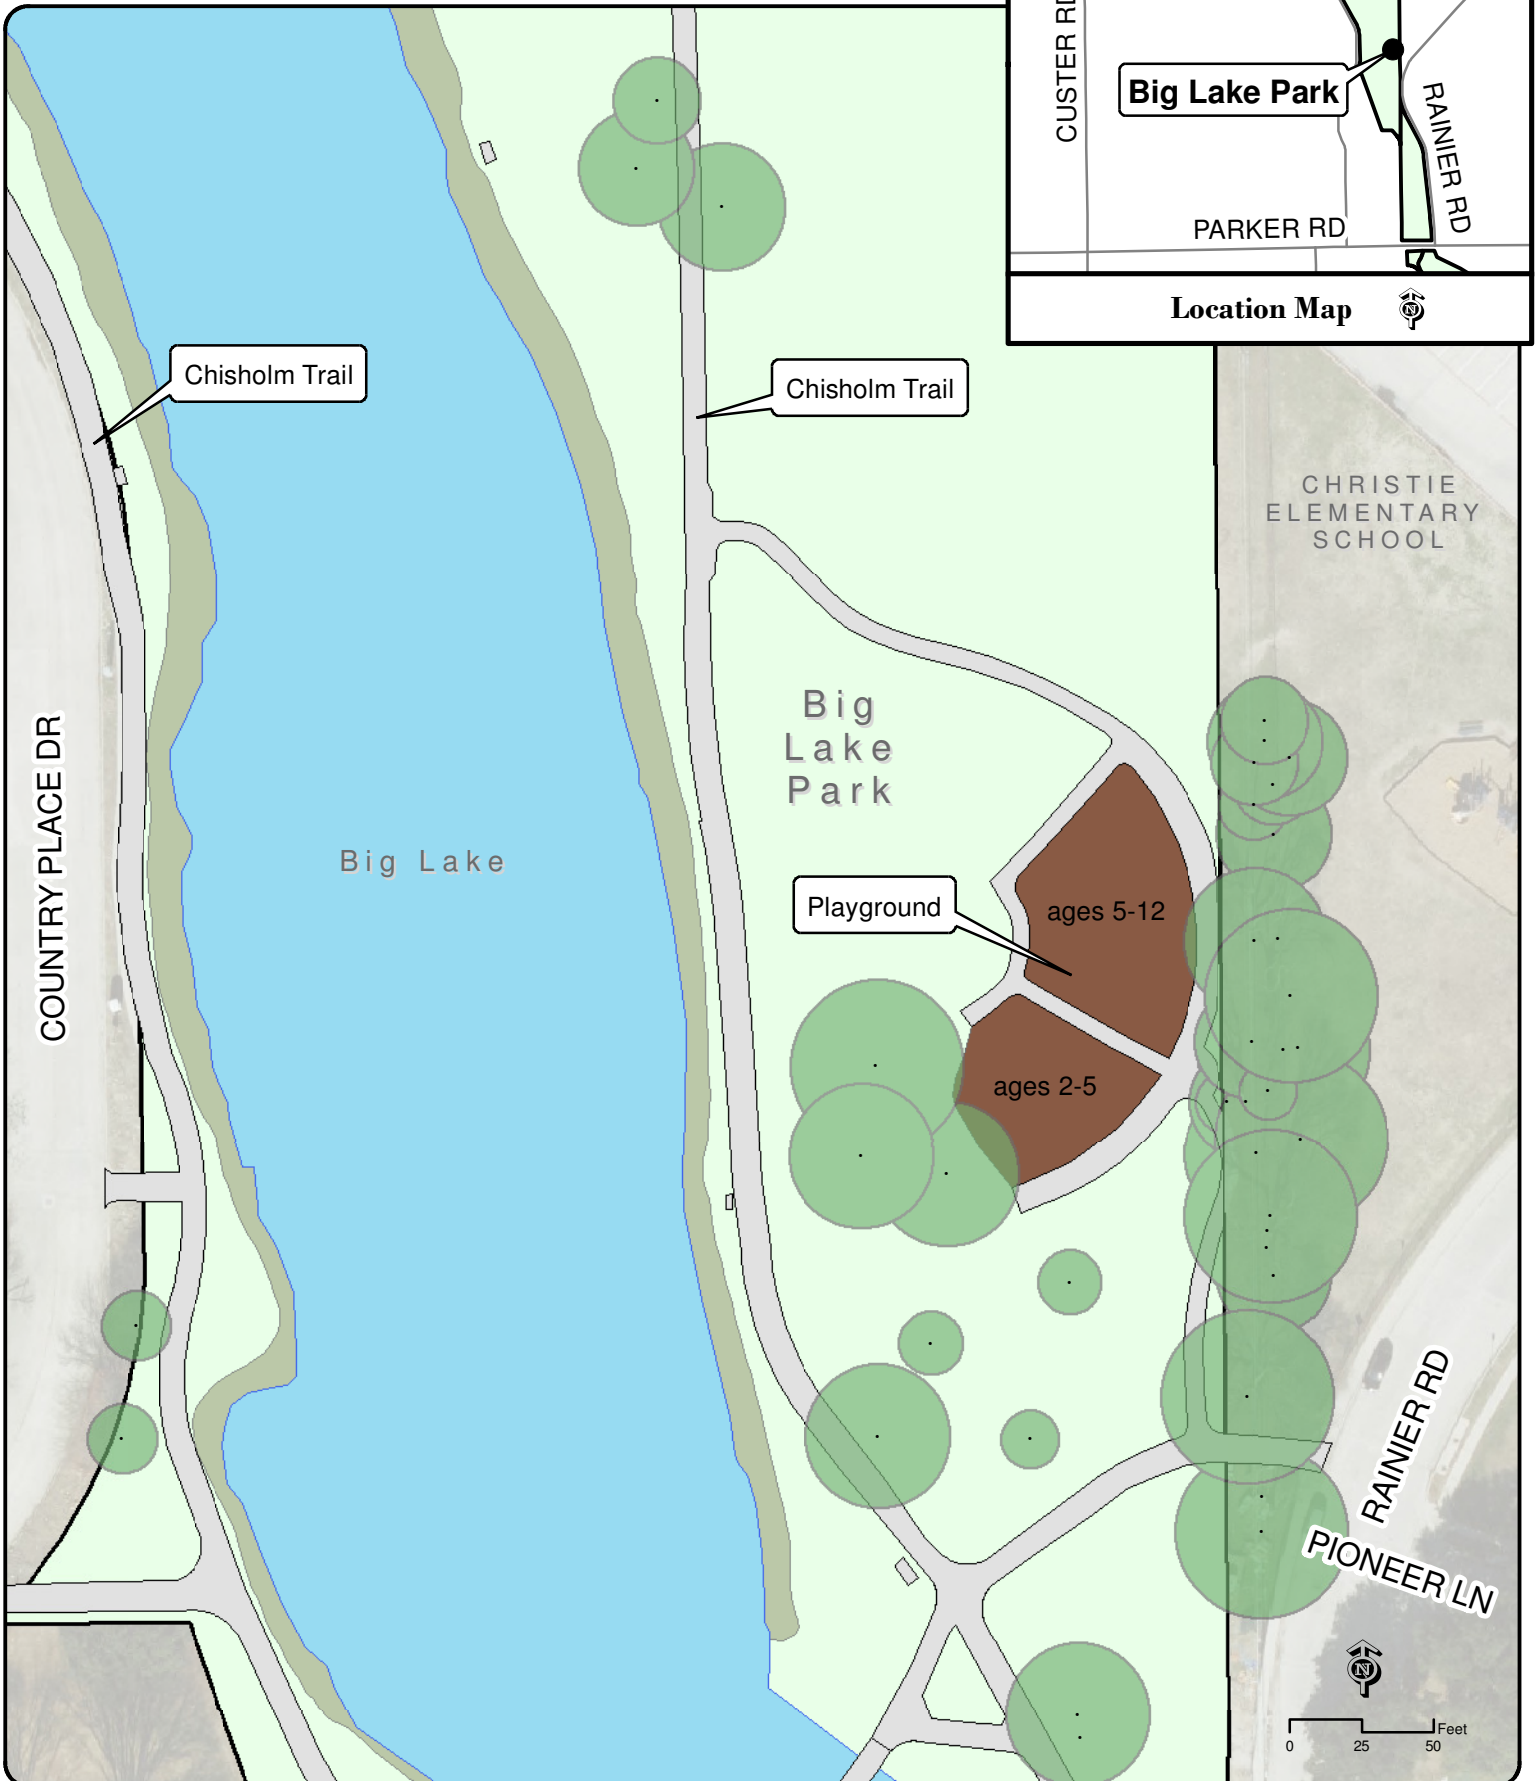 CUSTER RD
Big Lake Park
RAINIER RD
PARKER RD
Location Map
N
Chisholm Trail
Chisholm Trail
CHRISTIE
ELEMENTARY
SCHOOL
Big
Lake
Park
COUNTRY PLACE DR
Big Lake
Playground
ages 5-12
ages 2-5
RAINIER RD
PIONEER LN
N
Feet
0 25 50